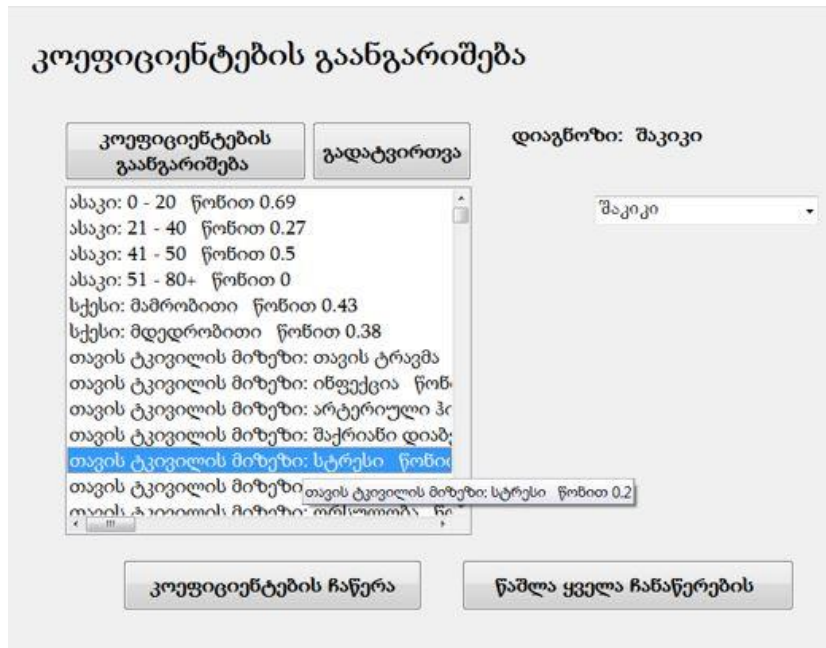 კოეფიციენტების გაანგარიშება
კოეფიციენტების
გაანგარიშება
გადატვირთვა
დიაგნოზი: შაკიკი
შაკიკი
ასაკი: 0 - 20 წონით 0.69
ასაკი: 21 - 40 წონით 0.27
ასაკი: 41 - 50 წონით 0.5
ასაკი: 51 - 80+ წონით 0
სქესი: მამრობითი წონით 0.43
სქესი: მდედრობითი წონით 0.38
თავის ტკივილის მიზეზი: თავის ტრავმა
თავის ტკივილის მიზეზი: ინფექცია
თავის ტკივილის მიზეზი: არტერიული
თავის ტკივილის მიზეზი: შაქრიანი
თავის ტკივილის მიზეზი: სტრესი
თავის ტკივილის
თავის ტკივილის მიზეზი: სტრესი წონით 0.2
თავის ტკივილის მიზეზი: ორსულობა
კოეფიციენტების ჩაწერა
წაშლა ყველა ჩანაწერების